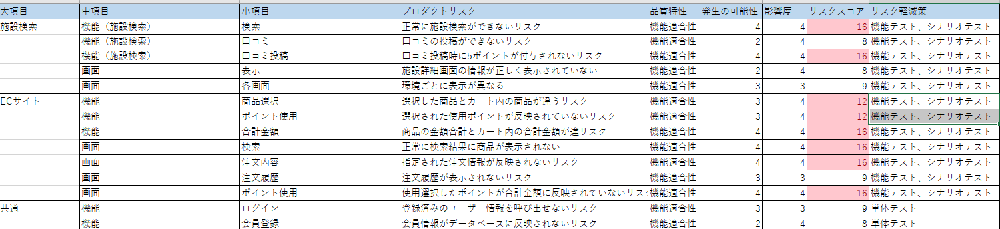 大項目 中項目 小項目 プロダクトリスク 品質特性 発生の可能性 影響度 リスクスコア リスク軽減策
施設検索 機能（施設検索） 検索 正常に施設検索ができないリスク 機能適合性 4 4 16 機能テスト、シナリオテスト
機能（施設検索） 口コミ 口コミの投稿ができないリスク 機能適合性 2 4 8 機能テスト、シナリオテスト
機能（施設検索） 口コミ投稿 口コミ投稿時に5ポイントが付与されないリスク 機能適合性 4 4 16 機能テスト、シナリオテスト
画面 表示 施設詳細画面の情報が正しく表示されていない 機能適合性 2 4 8 機能テスト、シナリオテスト
画面 各画面 環境ごとに表示が異なる 機能適合性 3 3 9 機能テスト、シナリオテスト
ECサイト 機能 商品選択 選択した商品とカート内の商品が違うリスク 機能適合性 3 4 12 機能テスト、シナリオテスト
機能 ポイント使用 選択された使用ポイントが反映されていないリスク 機能適合性 3 4 12 機能テスト、シナリオテスト
機能 合計金額 商品の金額合計とカート内の合計金額が違リスク 機能適合性 4 4 16 機能テスト、シナリオテスト
画面 検索 正常に検索結果に商品が表示されない 機能適合性 4 4 16 機能テスト、シナリオテスト
画面 注文内容 指定された注文情報が反映されないリスク 機能適合性 4 4 16 機能テスト、シナリオテスト
画面 注文履歴 注文履歴が表示されないリスク 機能適合性 3 3 9 機能テスト、シナリオテスト
画面 ポイント使用 使用選択したポイントが合計金額に反映されていないリス 機能適合性 4 4 16 機能テスト、シナリオテスト
共通 機能 ログイン 登録済みのユーザー情報を呼び出せないリスク 機能適合性 3 3 9 単体テスト
機能 会員登録 会員情報がデータベースに反映されないリスク 機能適合性 2 4 8 単体テスト